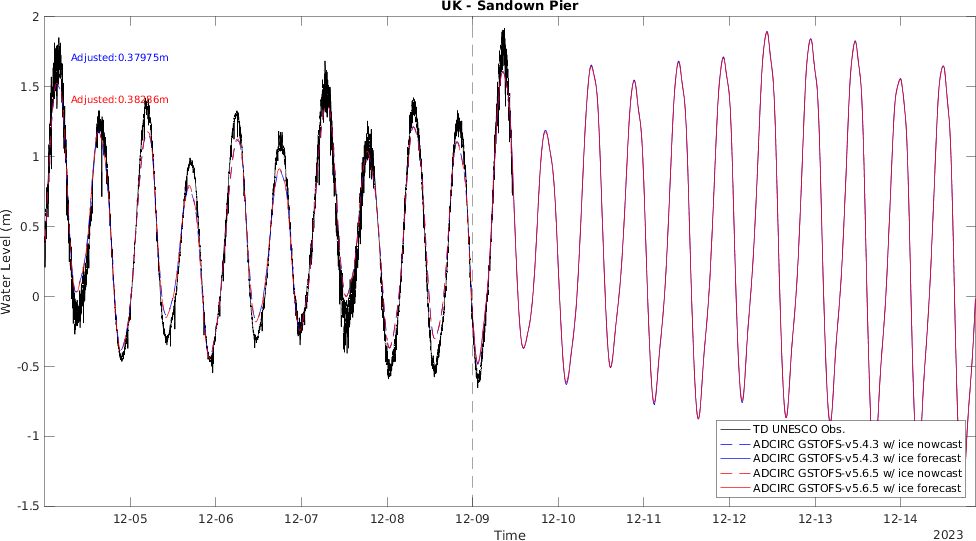 UK - Sandown Pier
2
1.5
1
0.5
0
-0.5
-1
-1.5
Water Level (m)
Adjusted:0.37975m
Adjusted:0.38286m
TD UNESCO Obs.
ADCIRC GSTOFS-v5.4.3 w/ ice nowcast
ADCIRC GSTOFS-v5.4.3 w/ ice forecast
ADCIRC GSTOFS-v5.6.5 w/ ice nowcast
ADCIRC GSTOFS-v5.6.5 w/ ice forecast
12-05 12-06 12-07 12-08 12-09 12-10 12-11 12-12 12-13 12-14
Time
2023